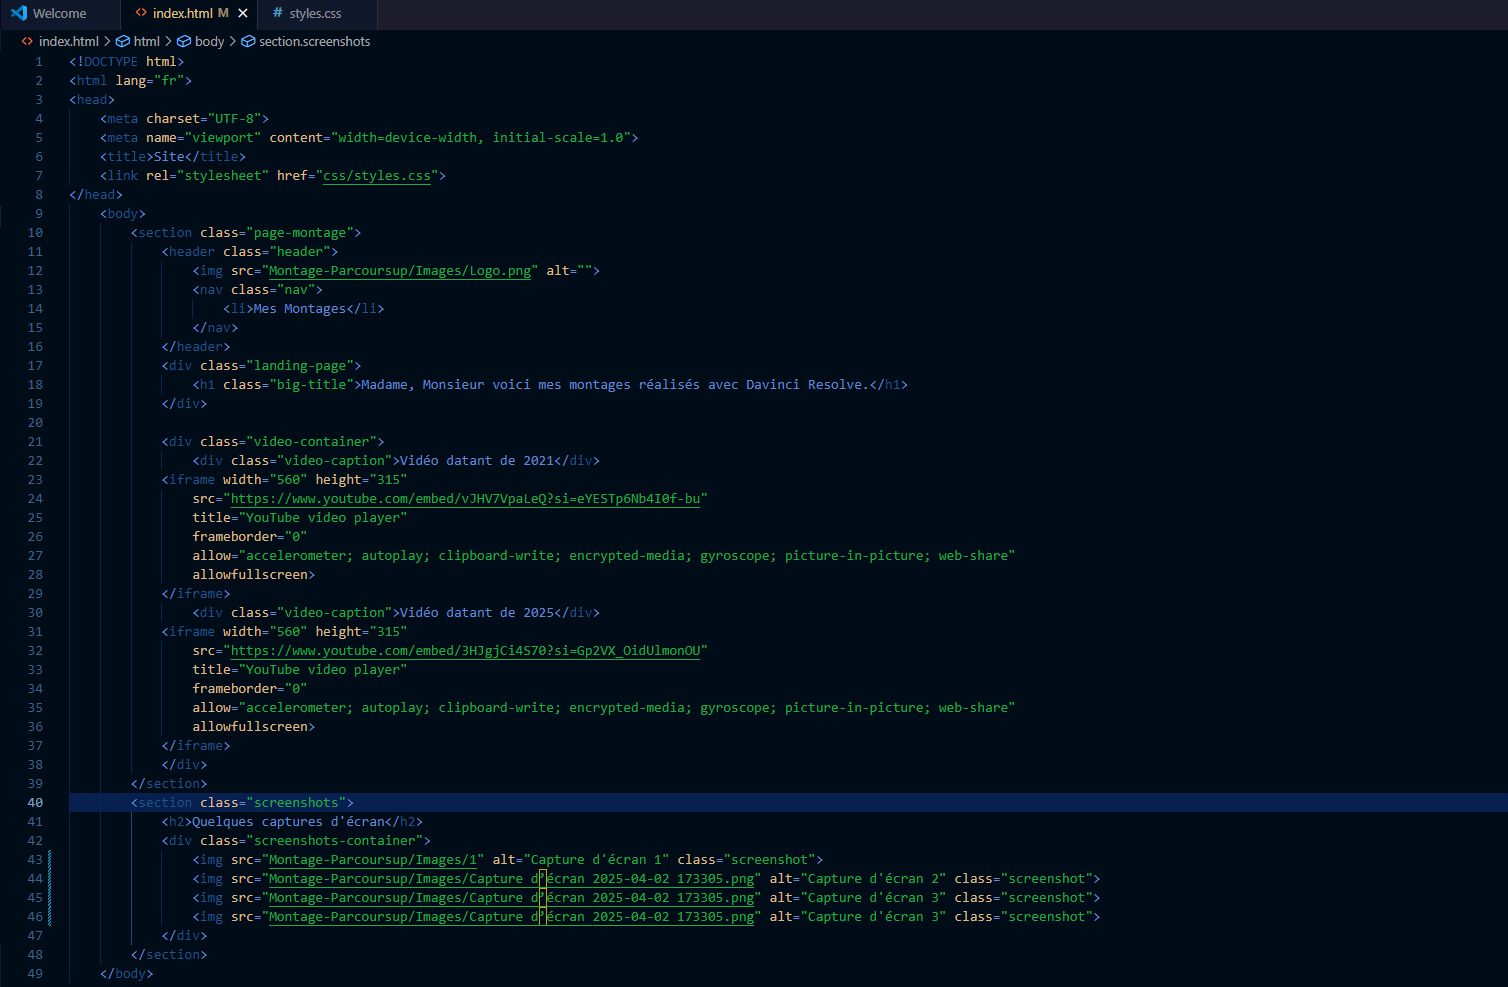 Welcome index.html M styles.css
index.html > html > body > section.screenshots
1 <!DOCTYPE html>
2 <html lang="fr">
3 <head>
4 <meta charset="UTF-8">
5 <meta name="viewport" content="width=device-width, initial-scale=1.0">
6 <title>Site</title>
7 <link rel="stylesheet" href="css/styles.css">
8 </head>
9 <body>
10 <section class="page-montage">
11 <header class="header">
12 <img src="Montage-Parcoursup/Images/Logo.png" alt="">
13 <nav class="nav">
14 <li>Mes Montages</li>
15 </nav>
16 </header>
17 <div class="landing-page">
18 <h1 class="big-title">Madame, Monsieur voici mes montages réalisés avec Davinci Resolve.</h1>
19 </div>
20
21 <div class="video-container">
22 <div class="video-caption">Vidéo datant de 2021</div>
23 <iframe width="560" height="315"
24 src="https://www.youtube.com/embed/vJHV7VpaLeQ?si=eYESTp6Nb4I0f-bu"
25 title="YouTube video player"
26 frameborder="0"
27 allow="accelerometer; autoplay; clipboard-write; encrypted-media; gyroscope; picture-in-picture; web-share"
28 allowfullscreen>
29 </iframe>
30 <div class="video-caption">Vidéo datant de 2025</div>
31 <iframe width="560" height="315"
32 src="https://www.youtube.com/embed/3HJgjCi4S70?si=Gp2VX_OidUlmonOU"
33 title="YouTube video player"
34 frameborder="0"
35 allow="accelerometer; autoplay; clipboard-write; encrypted-media; gyroscope; picture-in-picture; web-share"
36 allowfullscreen>
37 </iframe>
38 </div>
39 </section>
40 <section class="screenshots">
41 <h2>Quelques captures d'écran</h2>
42 <div class="screenshots-container">
43 <img src="Montage-Parcoursup/Images/1" alt="Capture d'écran 1" class="screenshot">
44 <img src="Montage-Parcoursup/Images/Capture d’écran 2025-04-02 173305.png" alt="Capture d'écran 2" class="screenshot">
45 <img src="Montage-Parcoursup/Images/Capture d’écran 2025-04-02 173305.png" alt="Capture d'écran 3" class="screenshot">
46 <img src="Montage-Parcoursup/Images/Capture d’écran 2025-04-02 173305.png" alt="Capture d'écran 3" class="screenshot">
47 </div>
48 </section>
49 </body>